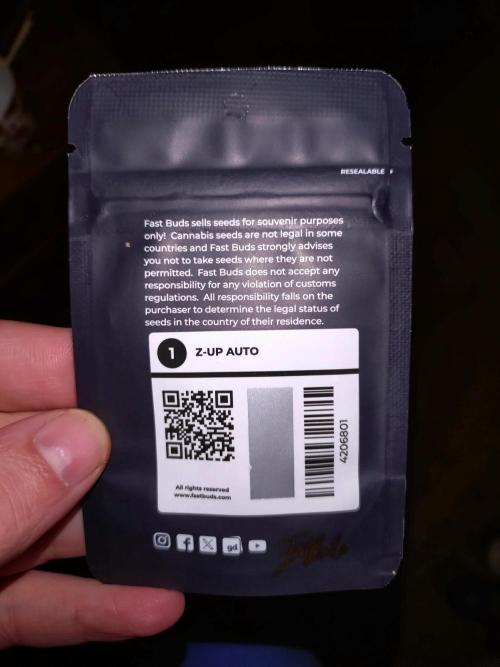 RESEALABLE
Fast Buds sells seeds for souvenir purposes
only! Cannabis seeds are not legal in some
countries and Fast Buds strongly advises
you not to take seeds where they are not
permitted. Fast Buds does not accept any
responsibility for any violation of customs
regulations. All responsibility falls on the
purchaser to determine the legal status of
seeds in the country of their residence.
1 Z-UP AUTO
4206801
All rights reserved
www.fastbuds.com
gd